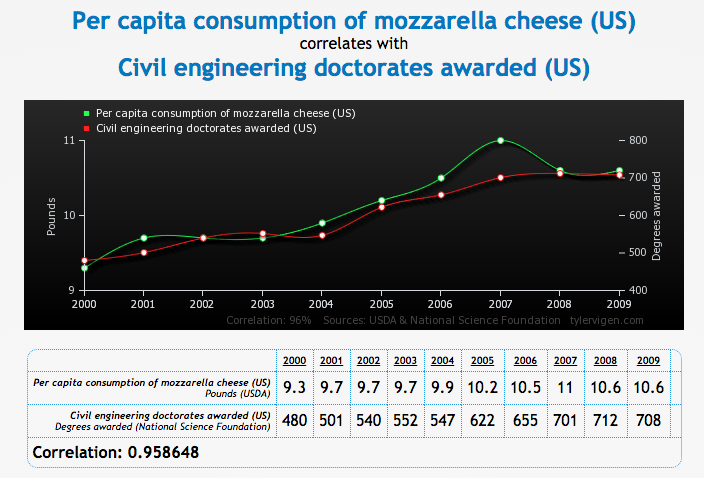 Per capita consumption of mozzarella cheese (US)
correlates with
Civil engineering doctorates awarded (US)
Per capita consumption of mozzarella cheese (US)
Civil engineering doctorates awarded (US)
11
10
9
Pounds
800
700
600
500
400
Degrees awarded
2000 2001 2002 2003 2004 2005 2006 2007 2008 2009
Correlation: 96% Sources: USDA & National Science Foundation tylervigen.com
2000 2001 2002 2003 2004 2005 2006 2007 2008 2009
Per capita consumption of mozzarella cheese (US)
Pounds (USDA)
9.3 9.7 9.7 9.7 9.9 10.2 10.5 11 10.6 10.6
Civil engineering doctorates awarded (US)
Degrees awarded (National Science Foundation)
480 501 540 552 547 622 655 701 712 708
Correlation: 0.958648